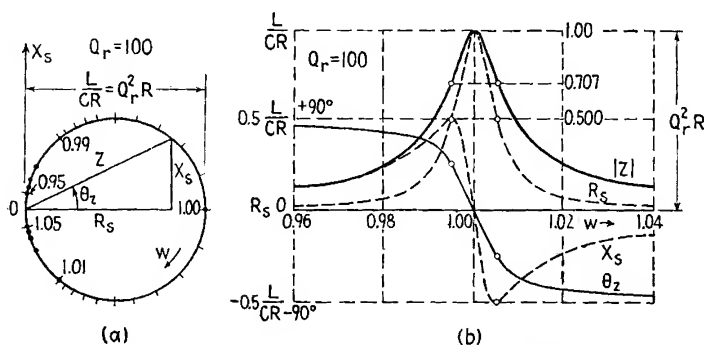 X_s
Q_r=100
L/CR = Q_r^2 R
0.99
Z
X_s
0.95
θ_z
0
R_s
1.00
1.05
W
1.01
(a)
L/CR
Q_r=100
1.00
0.707
0.5 L/CR
+90°
0.500
Q_r^2 R
|Z|
R_s
R_s 0
0.96
0.98
1.00
1.02
1.04
W→
X_s
θ_z
-0.5 L/CR
-90°
(b)